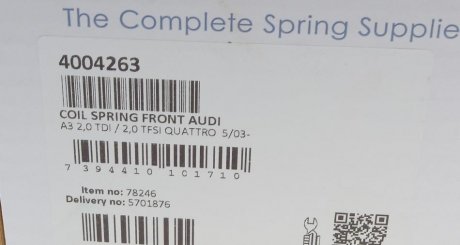 The Complete Spring Supplie
4004263
COIL SPRING FRONT AUDI
A3 2,0 TDI / 2,0 TFSI QUATTRO 5/03-
7 394410 101710
Item no: 78246
Delivery no: 5701876